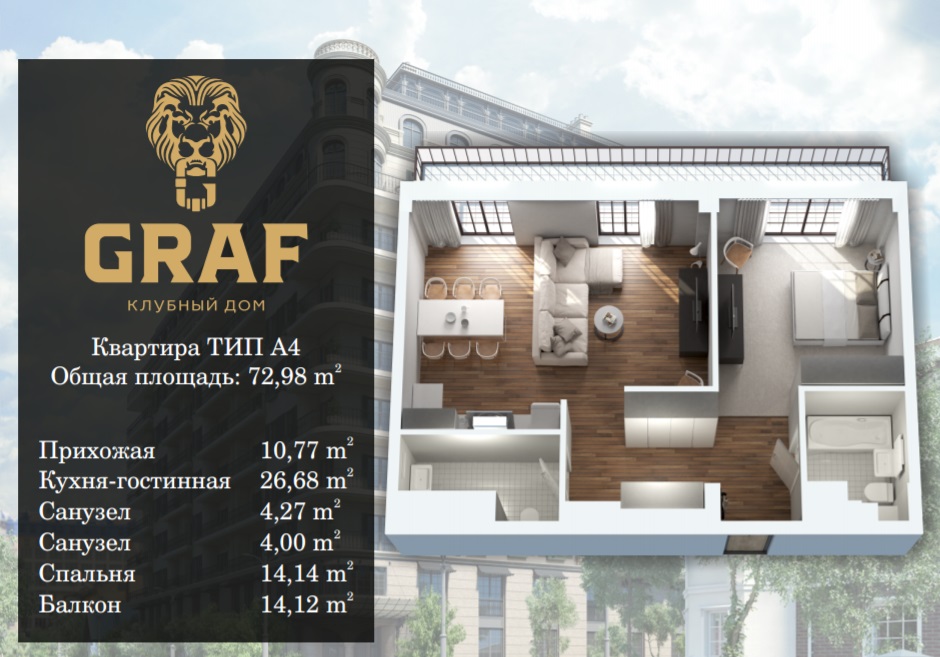 GRAF
КЛУБНЫЙ ДОМ
Квартира ТИП А4
Общая площадь: 72,98 m²
Прихожая 10,77 m²
Кухня-гостинная 26,68 m²
Санузел 4,27 m²
Санузел 4,00 m²
Спальня 14,14 m²
Балкон 14,12 m²